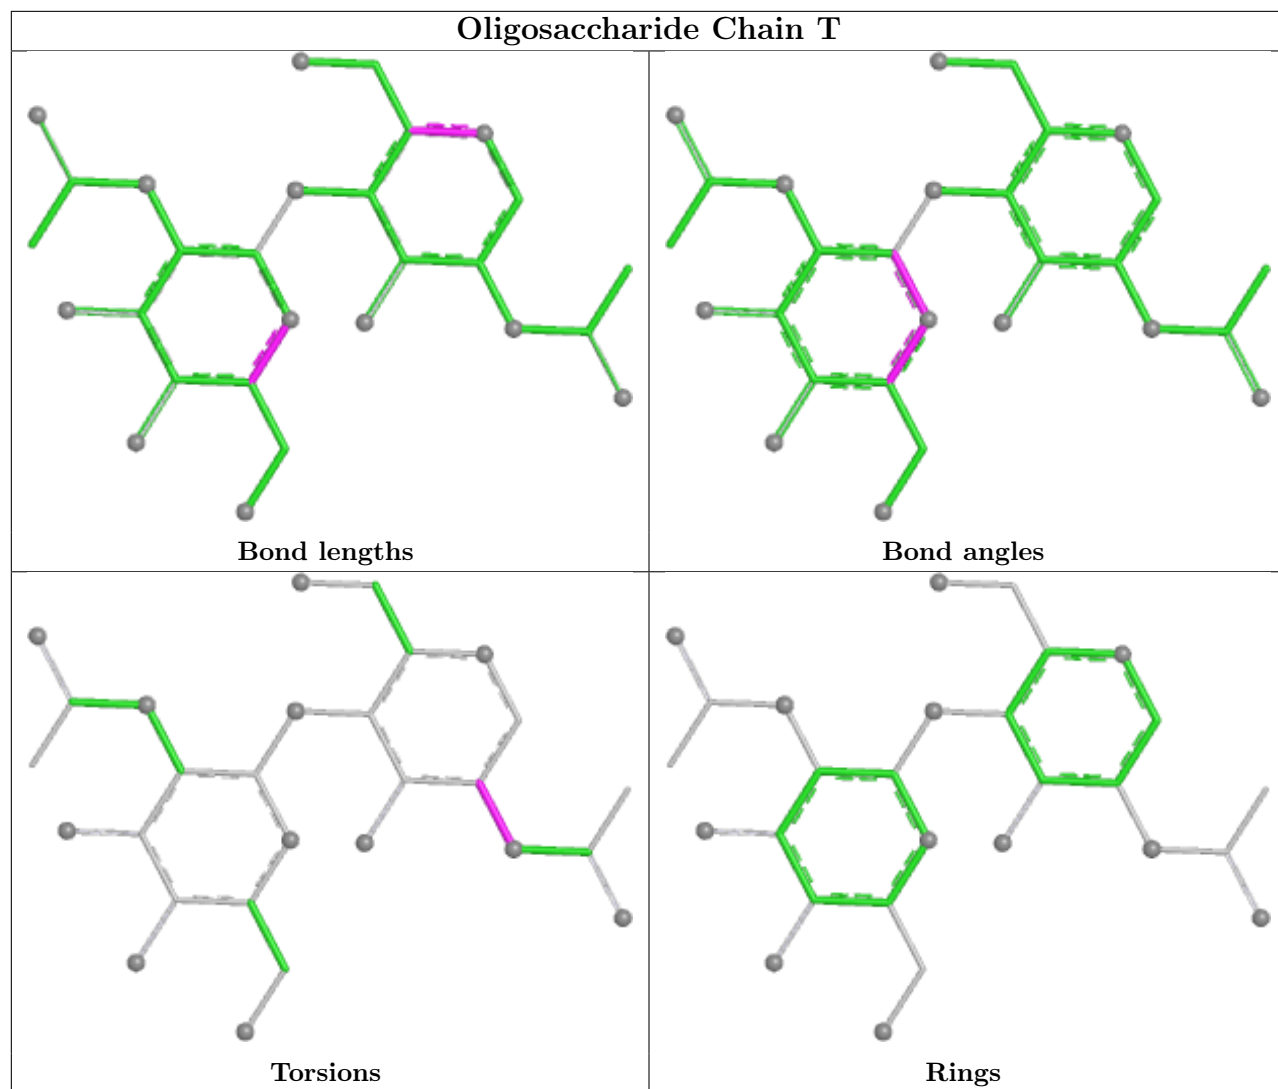 Oligosaccharide Chain T
Bond lengths
Bond angles
Torsions
Rings